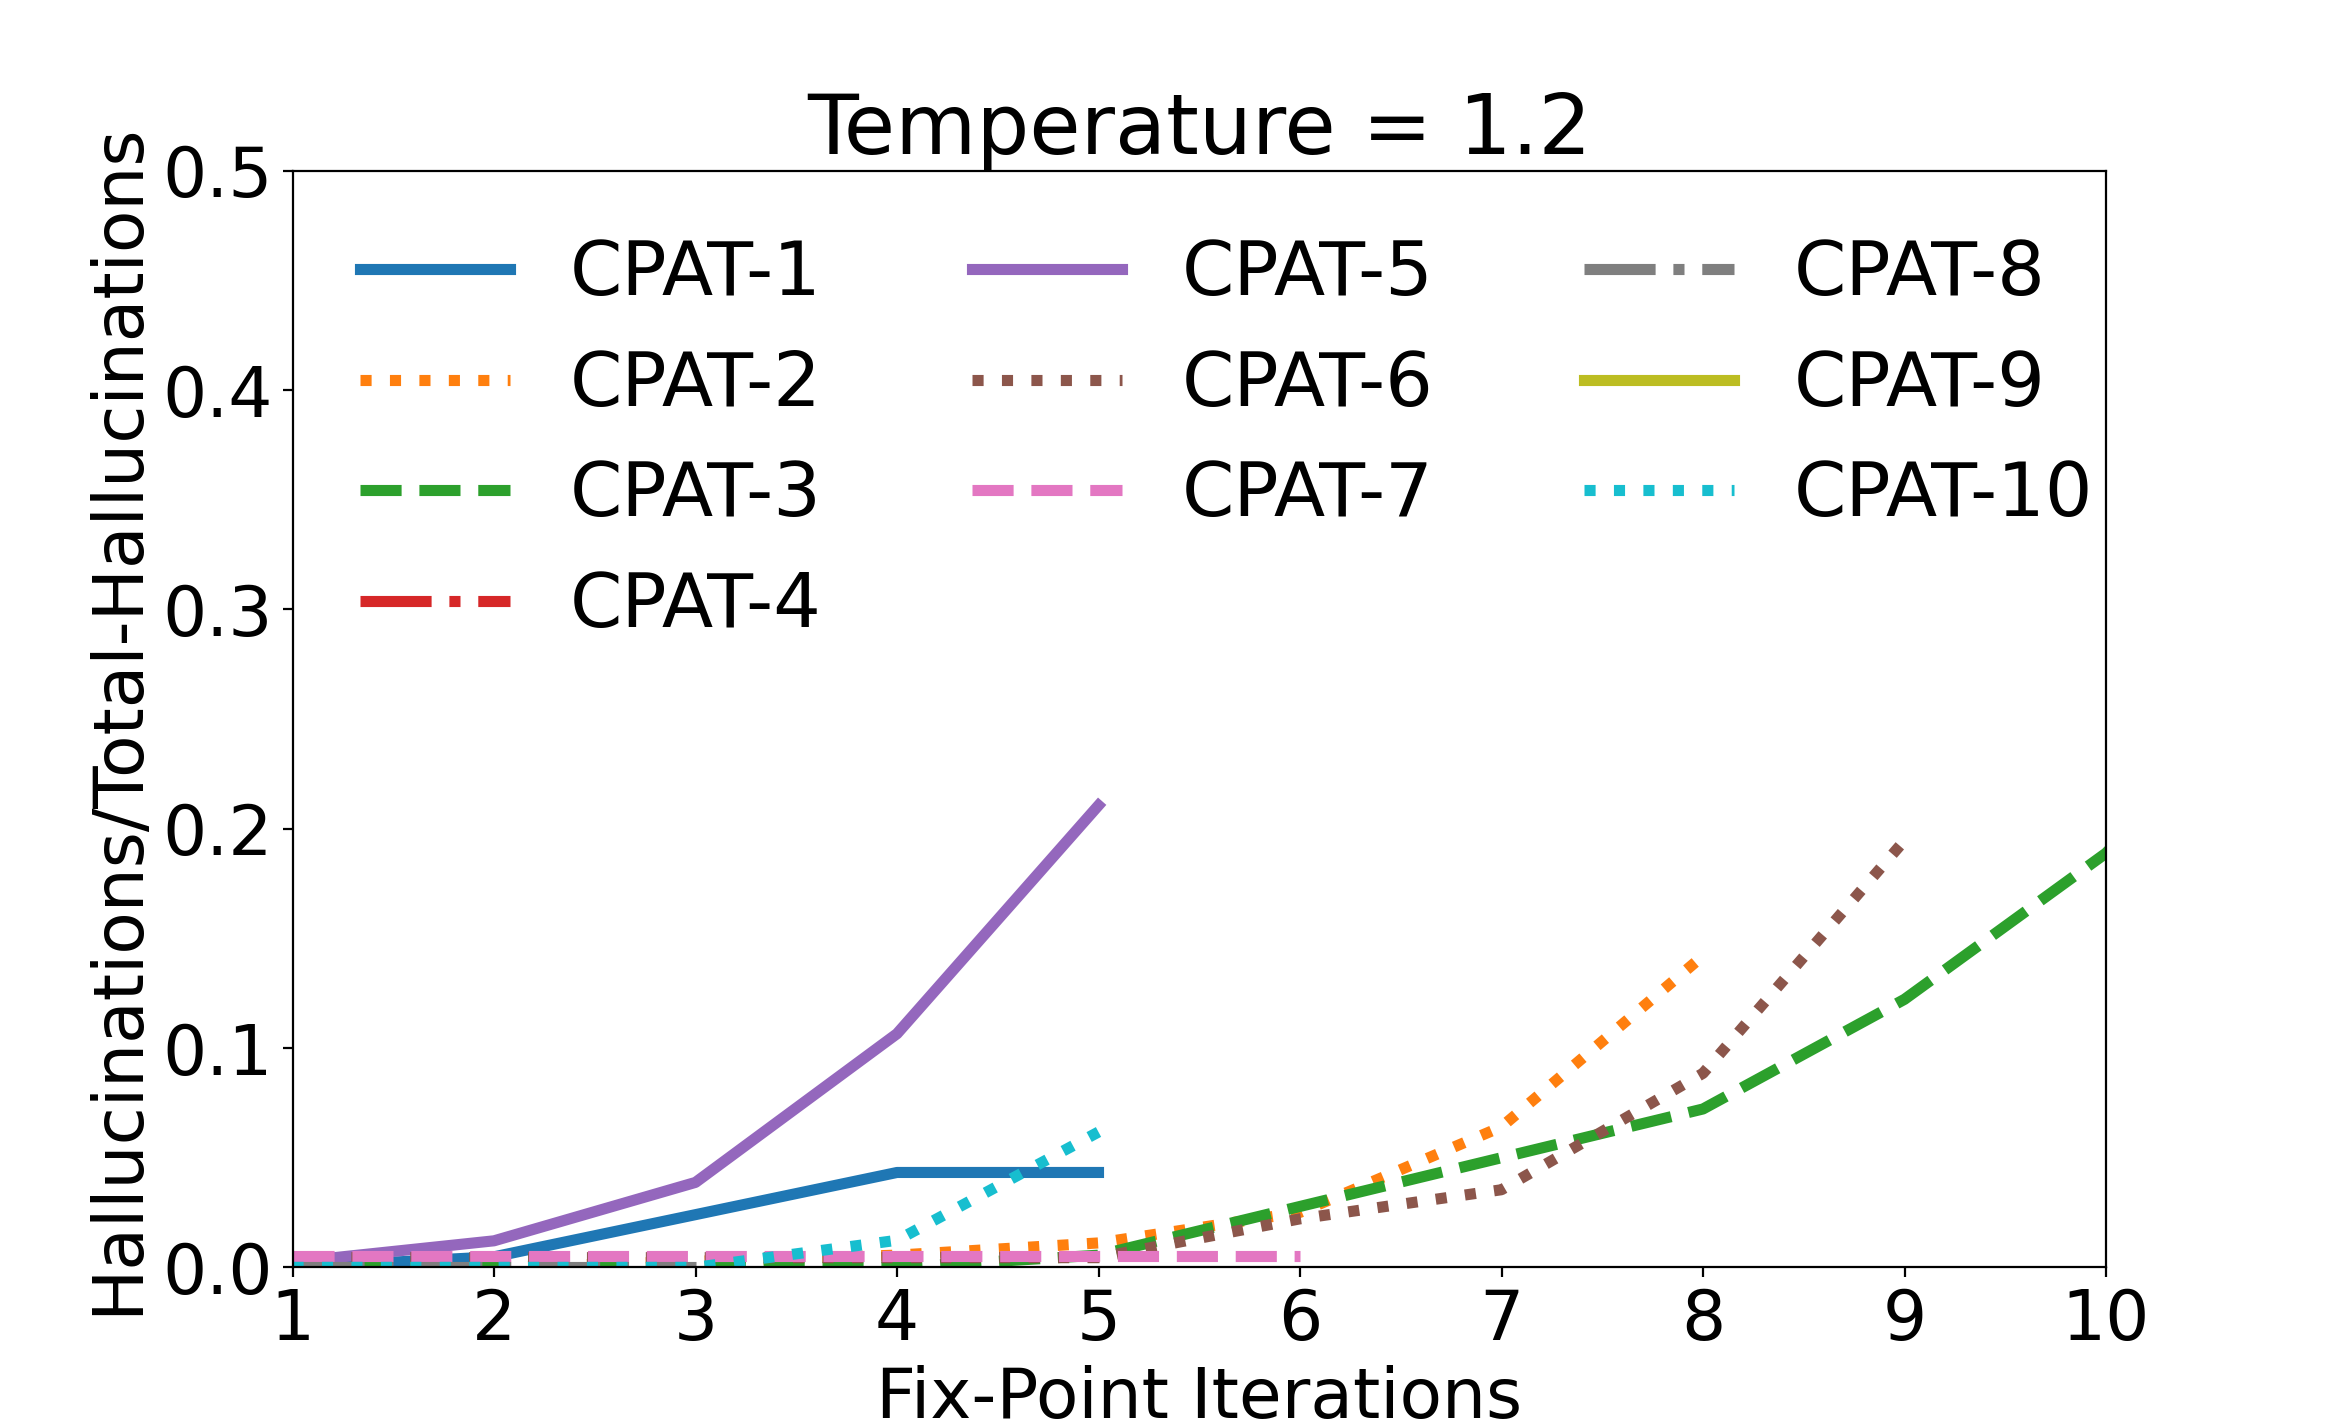 Temperature = 1.2
Hallucinations/Total-Hallucinations
0.5
0.4
0.3
0.2
0.1
0.0
CPAT-1
CPAT-2
CPAT-3
CPAT-4
CPAT-5
CPAT-6
CPAT-7
CPAT-8
CPAT-9
CPAT-10
1 2 3 4 5 6 7 8 9 10
Fix-Point Iterations